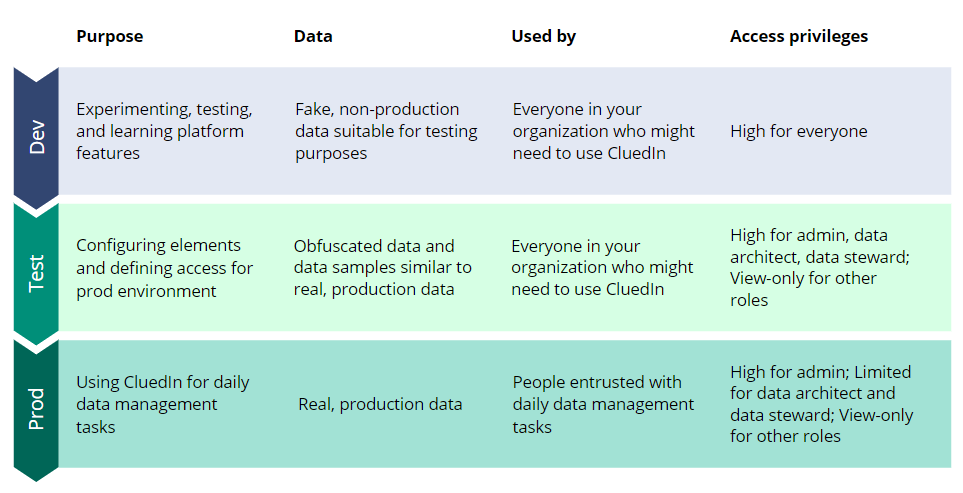 Purpose
Data
Used by
Access privileges
Dev
Experimenting, testing,
and learning platform
features
Fake, non-production
data suitable for testing
purposes
Everyone in your
organization who might
need to use CluedIn
High for everyone
Test
Configuring elements
and defining access for
prod environment
Obfuscated data and
data samples similar to
real, production data
Everyone in your
organization who might
need to use CluedIn
High for admin, data
architect, data steward;
View-only for other
roles
Prod
Using CluedIn for daily
data management
tasks
Real, production data
People entrusted with
daily data management
tasks
High for admin; Limited
for data architect and
data steward; View-only
for other roles